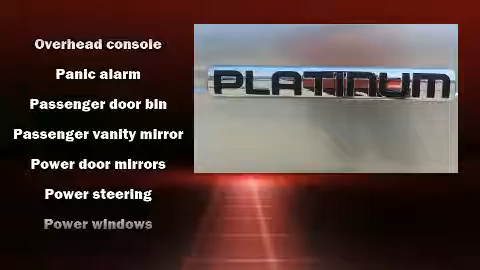 Overhead console
Panic alarm
Passenger door bin
Passenger vanity mirror
Power door mirrors
Power steering
Power windows
PLATINUM